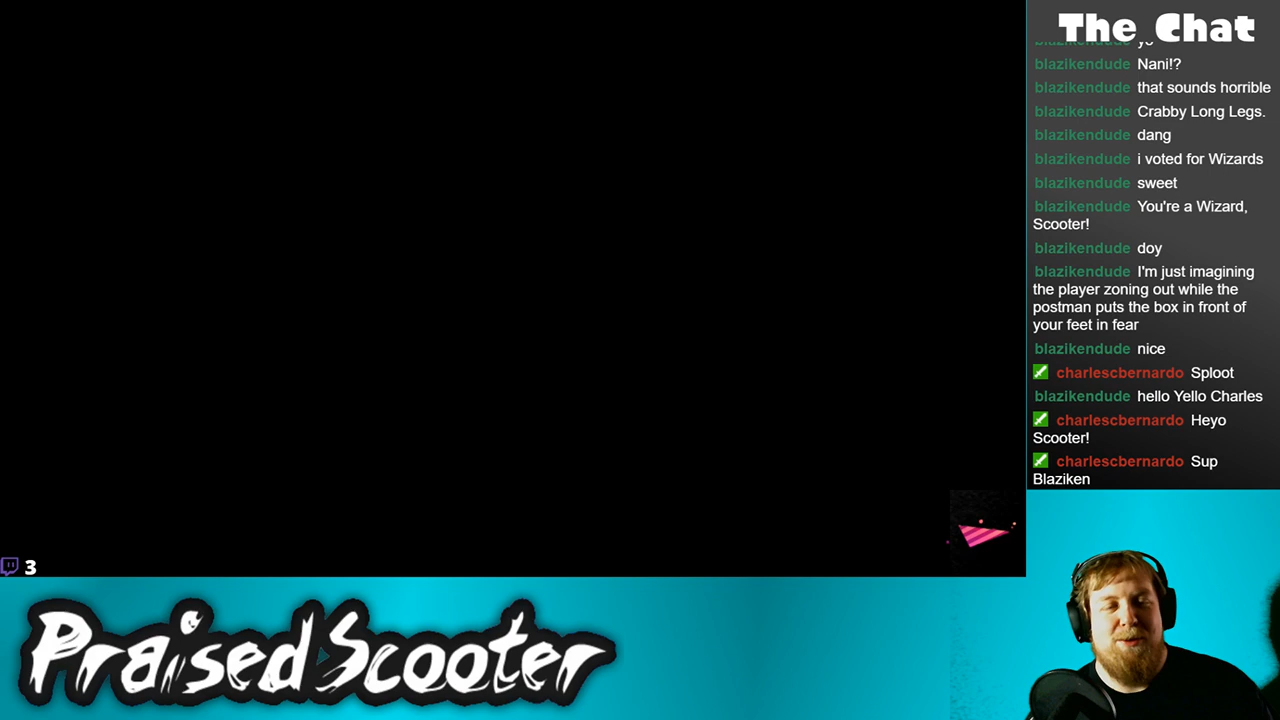 The Chat
blazikendude yo
blazikendude Nani!?
blazikendude that sounds horrible
blazikendude Crabby Long Legs.
blazikendude dang
blazikendude i voted for Wizards
blazikendude sweet
blazikendude You're a Wizard,
Scooter!
blazikendude doy
blazikendude I'm just imagining
the player zoning out while the
postman puts the box in front of
your feet in fear
blazikendude nice
charlescbernardo Sploot
blazikendude hello Yello Charles
charlescbernardo Heyo
Scooter!
charlescbernardo Sup
Blaziken
3
PraisedScooter